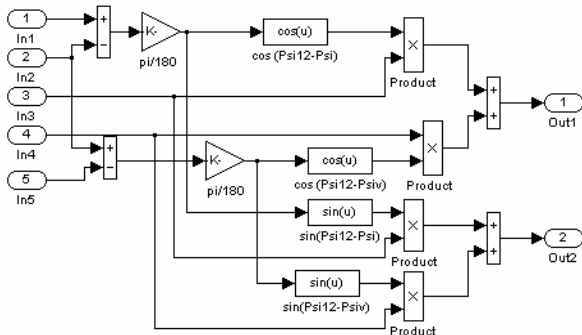 1
In1
2
In2
3
In3
4
In4
5
In5
+
−
K-
pi/180
cos(u)
cos (Psi12-Psi)
×
Product
+
+
1
Out1
+
−
K-
pi/180
cos(u)
cos (Psi12-Psiv)
×
Product
sin(u)
sin(Psi12-Psi)
×
Product
+
+
2
Out2
sin(u)
sin(Psi12-Psiv)
×
Product